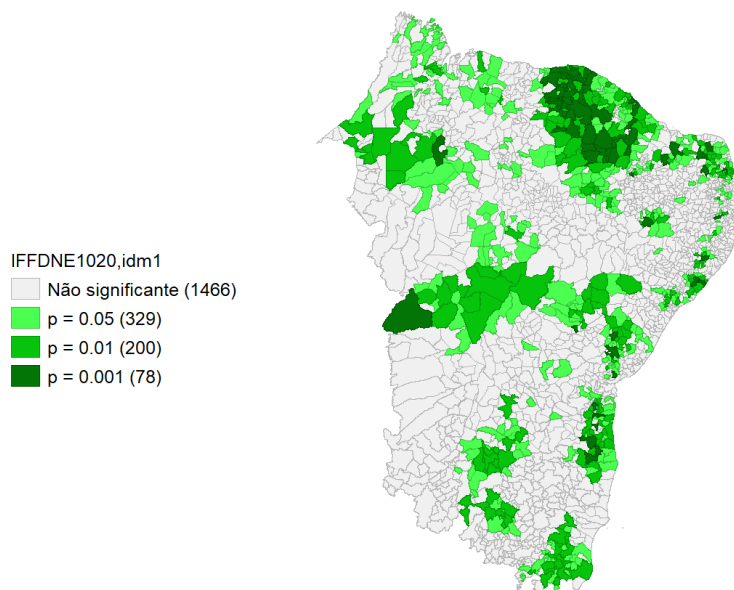 IFFDNE1020,idm1
Não significante (1466)
p = 0.05 (329)
p = 0.01 (200)
p = 0.001 (78)